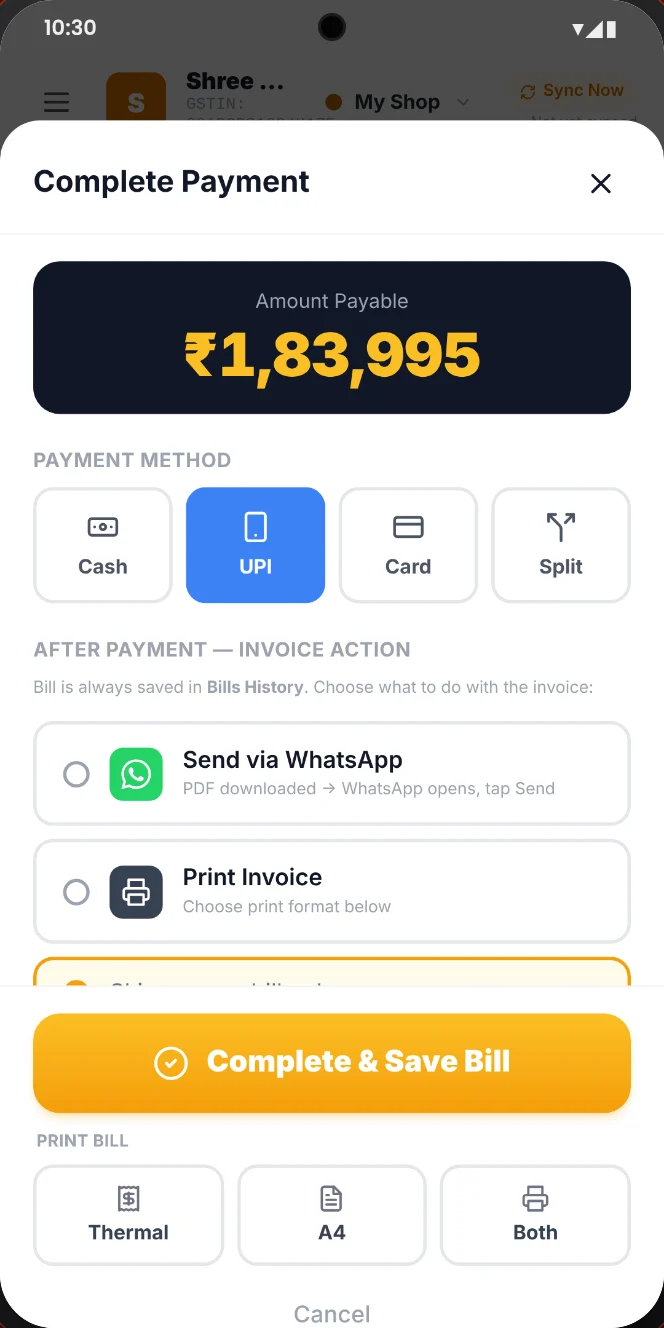 10:30
Shree ...
S
GSTIN:
My Shop
Sync Now
Complete Payment
Amount Payable
₹1,83,995
PAYMENT METHOD
Cash
UPI
Card
Split
AFTER PAYMENT — INVOICE ACTION
Bill is always saved in Bills History. Choose what to do with the invoice:
Send via WhatsApp
PDF downloaded → WhatsApp opens, tap Send
Print Invoice
Choose print format below
Complete & Save Bill
PRINT BILL
Thermal
A4
Both
Cancel